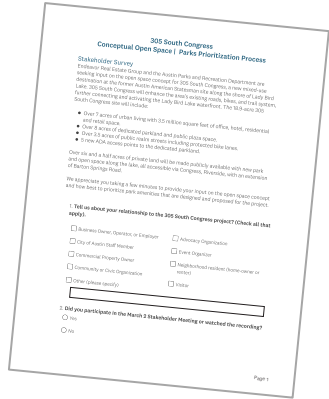 305 South Congress
Conceptual Open Space | Parks Prioritization Process
Stakeholder Survey
Endeavor Real Estate Group and the Austin Parks and Recreation Department are
seeking input on the open space concept for 305 South Congress, a new mixed-use
destination at the former Austin American Statesman site along the shore of Lady Bird
Lake. 305 South Congress will enhance the area's existing roads, bikes, and trail system,
further connecting and activating the Lady Bird Lake waterfront. The 18.8-acre 305
South Congress site will include:
● Over 7 acres of urban living with 3.5 million square feet of office, hotel, residential
and retail space.
● Over 8 acres of dedicated parkland and public plaza space.
● Over 3.5 acres of public realm streets including protected bike lanes.
● 5 new ADA access points to the dedicated parkland.
Over six and a half acres of private land will be made publicly available with new park
and open space along the lake, all accessible via Congress, Riverside, with an extension
of Barton Springs Road.
We appreciate you taking a few minutes to provide your input on the open space concept
and how best to prioritize park amenities that are designed and proposed for the project.
1. Tell us about your relationship to the 305 South Congress project? (Check all that
apply).
Business Owner, Operator, or Employer
Advocacy Organization
City of Austin Staff Member
Event Organizer
Commercial Property Owner
Neighborhood resident (home owner or
renter)
Community or Civic Organization
Visitor
Other (please specify)
2. Did you participate in the March 2 Stakeholder Meeting or watched the recording?
Yes
No
Page 1